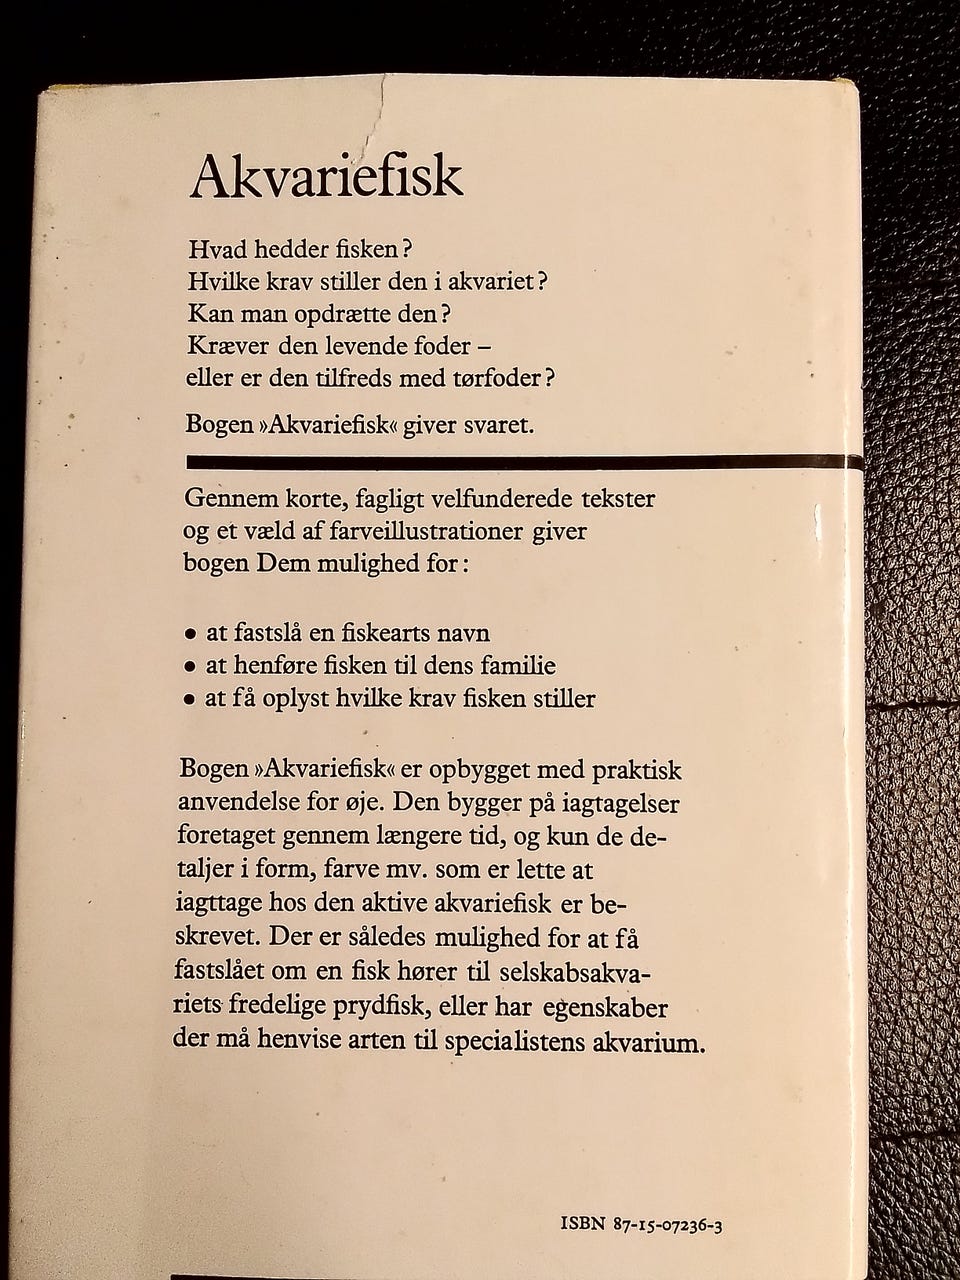 Akvariefisk
Hvad hedder fisken?
Hvilke krav stiller den i akvariet?
Kan man opdrætte den?
Kræver den levende foder –
eller er den tilfreds med tørfoder?
Bogen »Akvariefisk« giver svaret.
Gennem korte, fagligt velfunderede tekster
og et væld af farveillustrationer giver
bogen Dem mulighed for:
• at fastslå en fiskearts navn
• at henføre fisken til dens familie
• at få oplyst hvilke krav fisken stiller
Bogen »Akvariefisk« er opbygget med praktisk
anvendelse for øje. Den bygger på iagtagelser
foretaget gennem længere tid, og kun de de-
taljer i form, farve mv. som er lette at
iagttage hos den aktive akvariefisk er be-
skrevet. Der er således mulighed for at få
fastslået om en fisk hører til selskabsakva-
riets fredelige prydfisk, eller har egenskaber
der må henvise arten til specialistens akvarium.
ISBN 87-15-07236-3